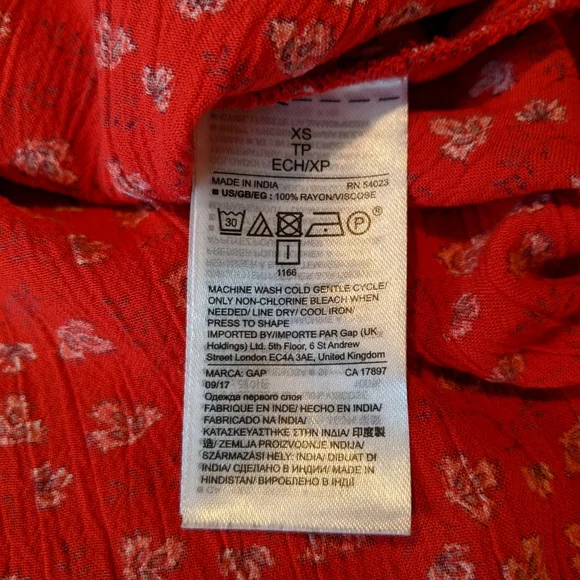 XS
TP
ECH/XP
MADE IN INDIA RN 54023
■ US/GB/EG : 100% RAYON/VISCOSE
30 P ®
I
1166
MACHINE WASH COLD GENTLE CYCLE/
ONLY NON-CHLORINE BLEACH WHEN
NEEDED/ LINE DRY/ COOL IRON/
PRESS TO SHAPE
IMPORTED BY/IMPORTE PAR Gap (UK
Holdings) Ltd. 5th Floor, 6 St Andrew
Street London EC4A 3AE, United Kingdom
MARCA: GAP CA 17897
09/17
Одежда первого слоя
FABRIQUE EN INDE/ HECHO EN INDIA/
FABRICADO NA ÍNDIA/
ΚΑΤΑΣΚΕΥΑΣΤΗΚΕ ΣΤΗΝ ΙΝΔΙΑ/ 印度製
造/ ZEMLJA PROIZVODNJE INDIJA/
SZÁRMAZÁSI HELY: INDIA/ DIBUAT DI
INDIA/ СДЕЛАНО В ИНДИИ/ MADE IN
HINDISTAN/ ВИРОБЛЕНО В ІНДІЇ